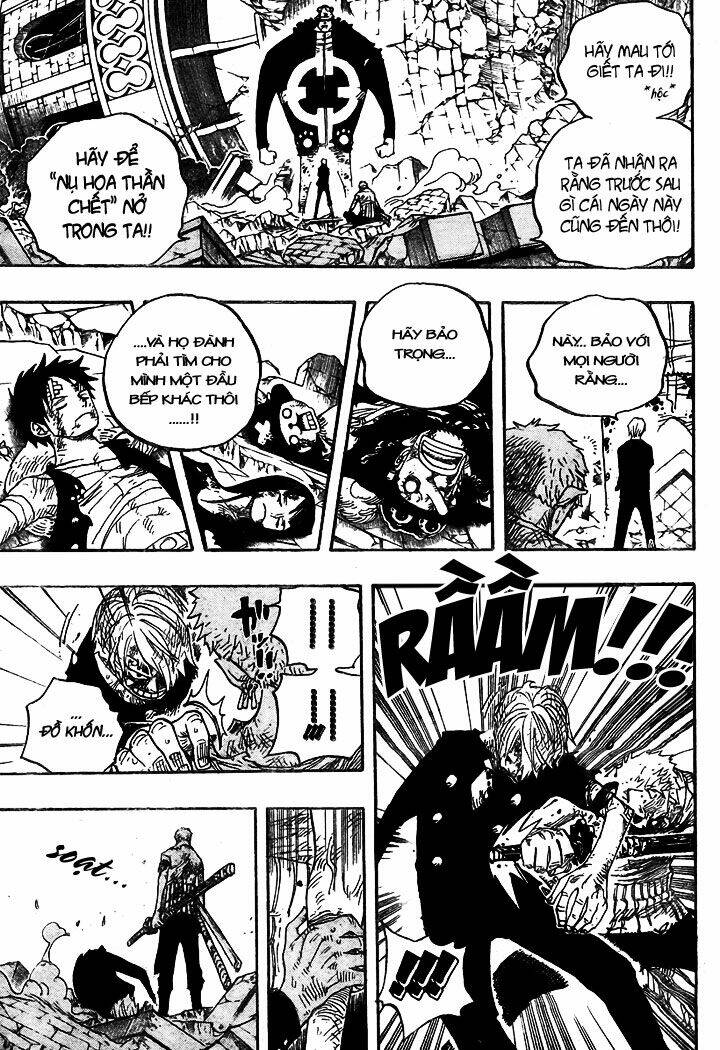 HÃY MAU TỚI
GIẾT TA ĐI!!
*hộc*
TA ĐÃ NHẬN RA
RẰNG TRƯỚC SAU
GÌ CÁI NGÀY NÀY
CŨNG ĐẾN THÔI!
HÃY ĐỂ
“NỤ HOA THẦN
CHẾT” NỞ
TRONG TA!!
NÀY.. BẢO VỚI
MỌI NGƯỜI
RẰNG...
HÃY BẢO
TRỌNG...
....VÀ HỌ ĐÀNH
PHẢI TÌM CHO
MÌNH MỘT ĐẦU
BẾP KHÁC THÔI
......!!
RẦẦM!!!
!!!!
......... ......!!!
ガッ
...
ĐỒ KHỐN...
soạt...